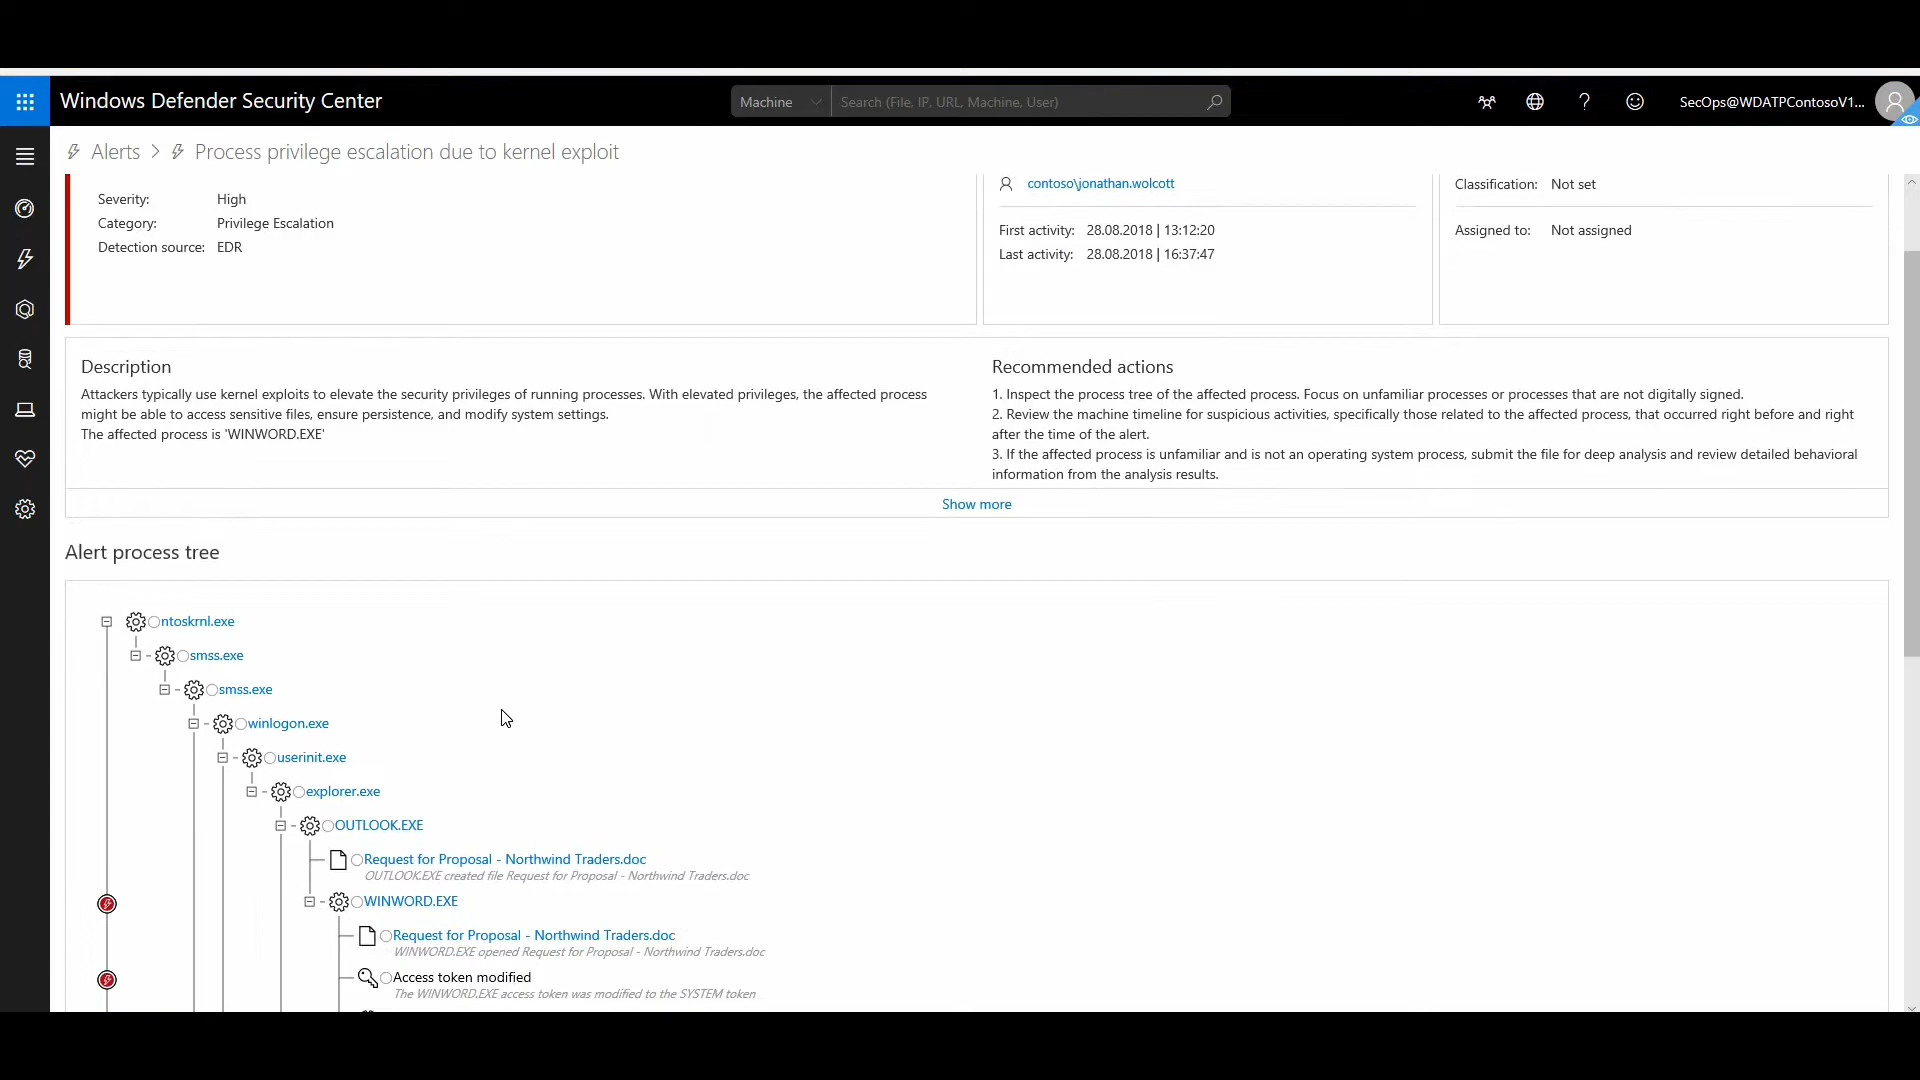 Windows Defender Security Center
Machine
Search (File, IP, URL, Machine, User)
SecOps@WDATPContosoV1...
Alerts > Process privilege escalation due to kernel exploit
Severity: High
Category: Privilege Escalation
Detection source: EDR
contoso\jonathan.wolcott
First activity: 28.08.2018 | 13:12:20
Last activity: 28.08.2018 | 16:37:47
Classification: Not set
Assigned to: Not assigned
Description
Attackers typically use kernel exploits to elevate the security privileges of running processes. With elevated privileges, the affected process
might be able to access sensitive files, ensure persistence, and modify system settings.
The affected process is 'WINWORD.EXE'
Recommended actions
1. Inspect the process tree of the affected process. Focus on unfamiliar processes or processes that are not digitally signed.
2. Review the machine timeline for suspicious activities, specifically those related to the affected process, that occurred right before and right
after the time of the alert.
3. If the affected process is unfamiliar and is not an operating system process, submit the file for deep analysis and review detailed behavioral
information from the analysis results.
Show more
Alert process tree
ntoskrnl.exe
smss.exe
smss.exe
winlogon.exe
userinit.exe
explorer.exe
OUTLOOK.EXE
Request for Proposal - Northwind Traders.doc
OUTLOOK.EXE created file Request for Proposal - Northwind Traders.doc
WINWORD.EXE
Request for Proposal - Northwind Traders.doc
WINWORD.EXE opened Request for Proposal - Northwind Traders.doc
Access token modified
The WINWORD.EXE access token was modified to the SYSTEM token